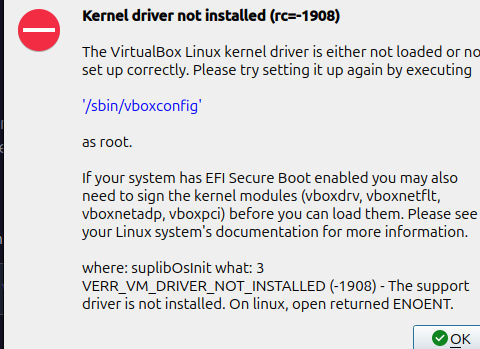 Kernel driver not installed (rc=-1908)
The VirtualBox Linux kernel driver is either not loaded or no
set up correctly. Please try setting it up again by executing
'/sbin/vboxconfig'
as root.
If your system has EFI Secure Boot enabled you may also
need to sign the kernel modules (vboxdrv, vboxnetflt,
vboxnetadp, vboxpci) before you can load them. Please see
your Linux system's documentation for more information.
where: suplibOsInit what: 3
VERR_VM_DRIVER_NOT_INSTALLED (-1908) - The support
driver is not installed. On linux, open returned ENOENT.
OK